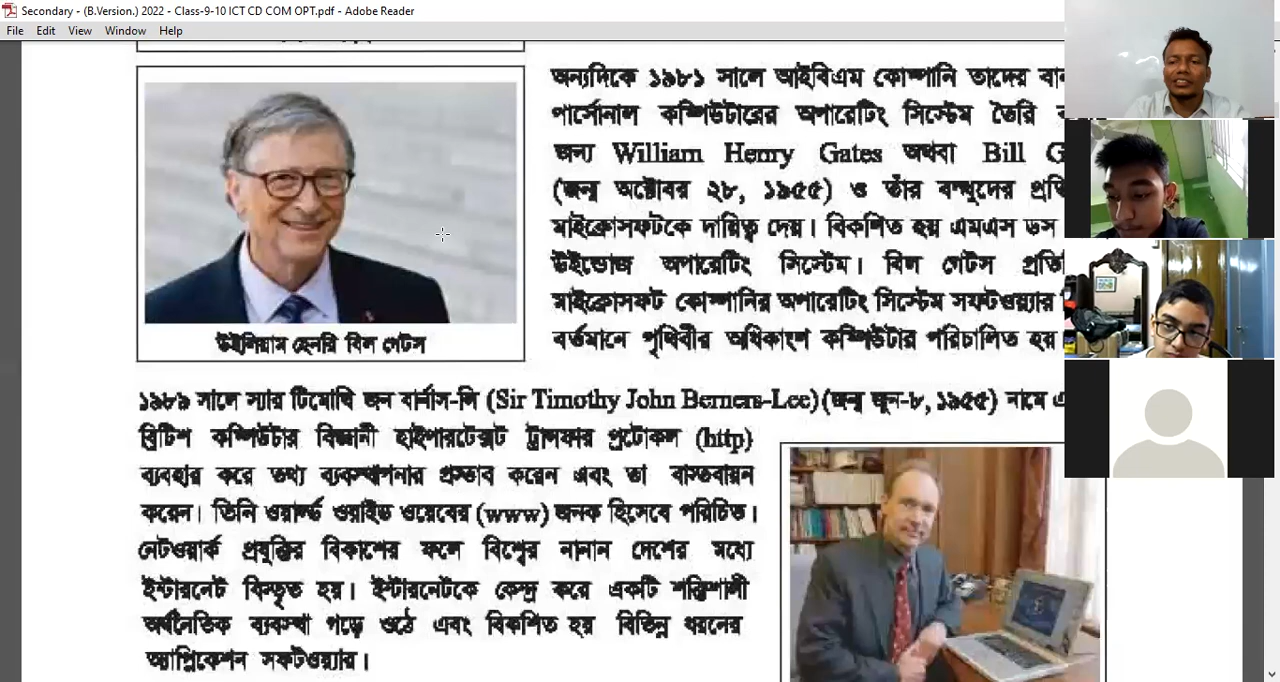 Secondary - (B.Version.) 2022 - Class-9-10 ICT CD COM OPT.pdf - Adobe Reader
File Edit View Window Help
অন্যদিকে ১৯৮১ সালে আইবিএম কোম্পানি তাদের
পার্সোনাল কম্পিউটারের অপারেটিং সিস্টেম তৈরি
জন্য William Henry Gates অথবা Bill
(জন্ম অক্টোবর ২৮, ১৯৫৫) ও তাঁর বন্ধুদের
মাইক্রোসফটকে দায়িত্ব দেয়। বিকশিত হয় এমএস ডস
উইন্ডোজ অপারেটিং সিস্টেম। বিল গেটস
মাইক্রোসফট কোম্পানির অপারেটিং সিস্টেম সফটওয়্যার
বর্তমানে পৃথিবীর অধিকাংশ কম্পিউটার পরিচালিত হয়
উইলিয়াম হেনরি বিল গেটস
১৯৮৯ সালে স্যার টিমোথি জন বার্নাস-লি (Sir Timothy John Berners-Lee)(জন্ম জুন-৮, ১৯৫৫) নামে
ব্রিটিশ কম্পিউটার বিজ্ঞানী হাইপারটেক্সট ট্রান্সফার প্রটোকল (http)
ব্যবহার করে তথ্য ব্যবস্থাপনার প্রস্তাব করেন এবং তা বাস্তবায়ন
করেন। তিনি ওয়ার্ল্ড ওয়াইড ওয়েবের (www) জনক হিসেবে পরিচিত।
নেটওয়ার্ক প্রযুক্তির বিকাশের ফলে বিশ্বের নানান দেশের মধ্যে
ইন্টারনেট বিস্তৃত হয়। ইন্টারনেটকে কেন্দ্র করে একটি শক্তিশালী
অর্থনৈতিক ব্যবস্থা গড়ে ওঠে এবং বিকশিত হয় বিভিন্ন ধরনের
অ্যাপ্লিকেশন সফটওয়্যার।